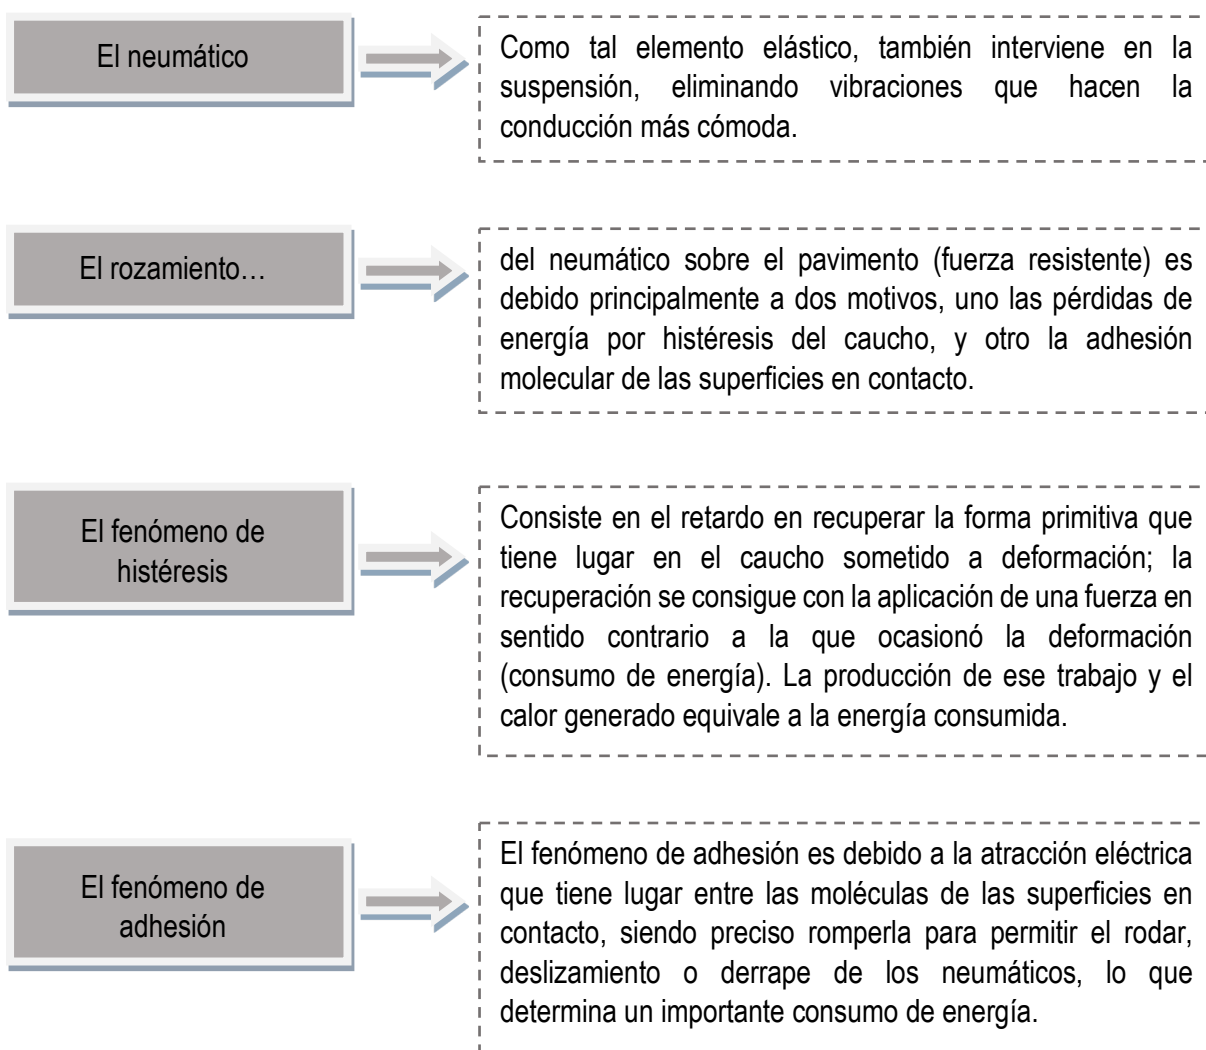 El neumático
Como tal elemento elástico, también interviene en la
suspensión, eliminando vibraciones que hacen la
conducción más cómoda.
El rozamiento…
del neumático sobre el pavimento (fuerza resistente) es
debido principalmente a dos motivos, uno las pérdidas de
energía por histéresis del caucho, y otro la adhesión
molecular de las superficies en contacto.
El fenómeno de
histéresis
Consiste en el retardo en recuperar la forma primitiva que
tiene lugar en el caucho sometido a deformación; la
recuperación se consigue con la aplicación de una fuerza en
sentido contrario a la que ocasionó la deformación
(consumo de energía). La producción de ese trabajo y el
calor generado equivale a la energía consumida.
El fenómeno de
adhesión
El fenómeno de adhesión es debido a la atracción eléctrica
que tiene lugar entre las moléculas de las superficies en
contacto, siendo preciso romperla para permitir el rodar,
deslizamiento o derrape de los neumáticos, lo que
determina un importante consumo de energía.